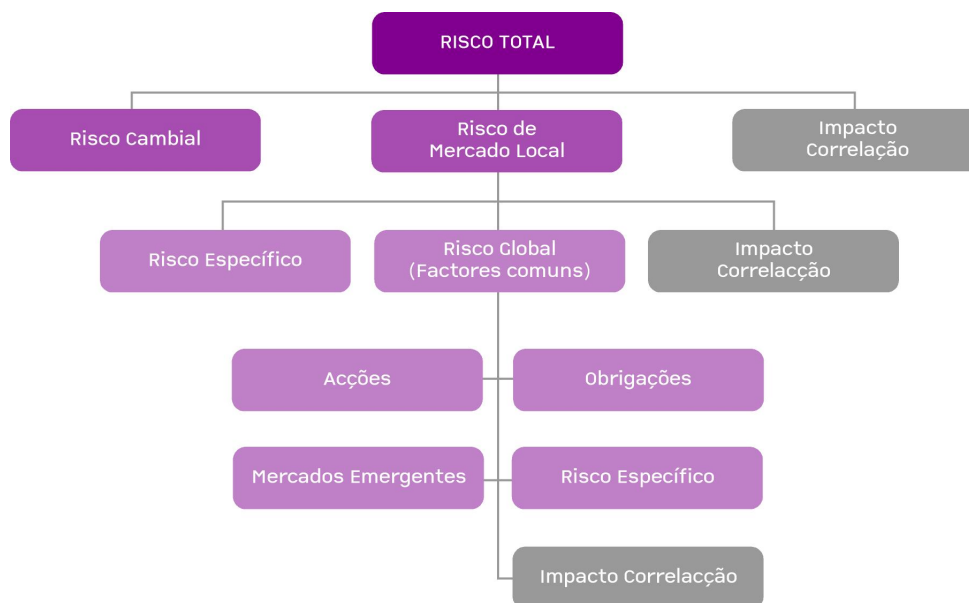 RISCO TOTAL
Risco Cambial
Risco de
Mercado Local
Impacto
Correlação
Risco Específico
Risco Global
(Factores comuns)
Impacto
Correlacção
Acções
Obrigações
Mercados Emergentes
Risco Específico
Impacto Correlacção